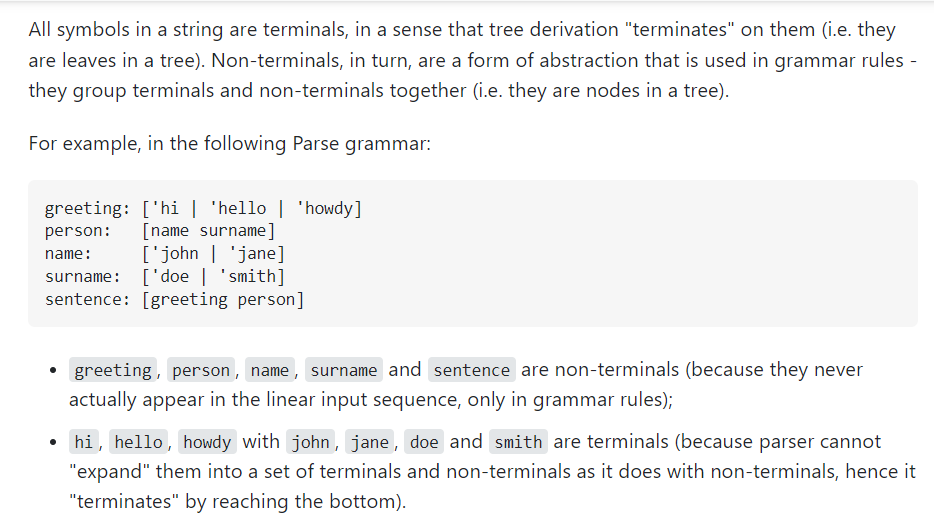 All symbols in a string are terminals, in a sense that tree derivation "terminates" on them (i.e. they
are leaves in a tree). Non-terminals, in turn, are a form of abstraction that is used in grammar rules -
they group terminals and non-terminals together (i.e. they are nodes in a tree).
For example, in the following Parse grammar:
greeting: ['hi | 'hello | 'howdy]
person:   [name surname]
name:     ['john | 'jane]
surname:  ['doe | 'smith]
sentence: [greeting person]
• greeting, person, name, surname and sentence are non-terminals (because they never
actually appear in the linear input sequence, only in grammar rules);
• hi, hello, howdy with john, jane, doe and smith are terminals (because parser cannot
"expand" them into a set of terminals and non-terminals as it does with non-terminals, hence it
"terminates" by reaching the bottom).